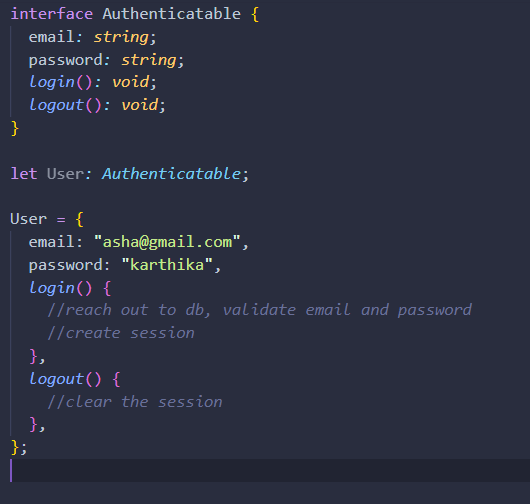 interface Authenticatable {
  email: string;
  password: string;
  login(): void;
  logout(): void;
}

let User: Authenticatable;

User = {
  email: "asha@gmail.com",
  password: "karthika",
  login() {
    //reach out to db, validate email and password
    //create session
  },
  logout() {
    //clear the session
  },
};